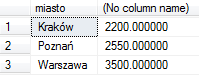 miasto (No column name)
1 Kraków 2200.000000
2 Poznań 2550.000000
3 Warszawa 3500.000000